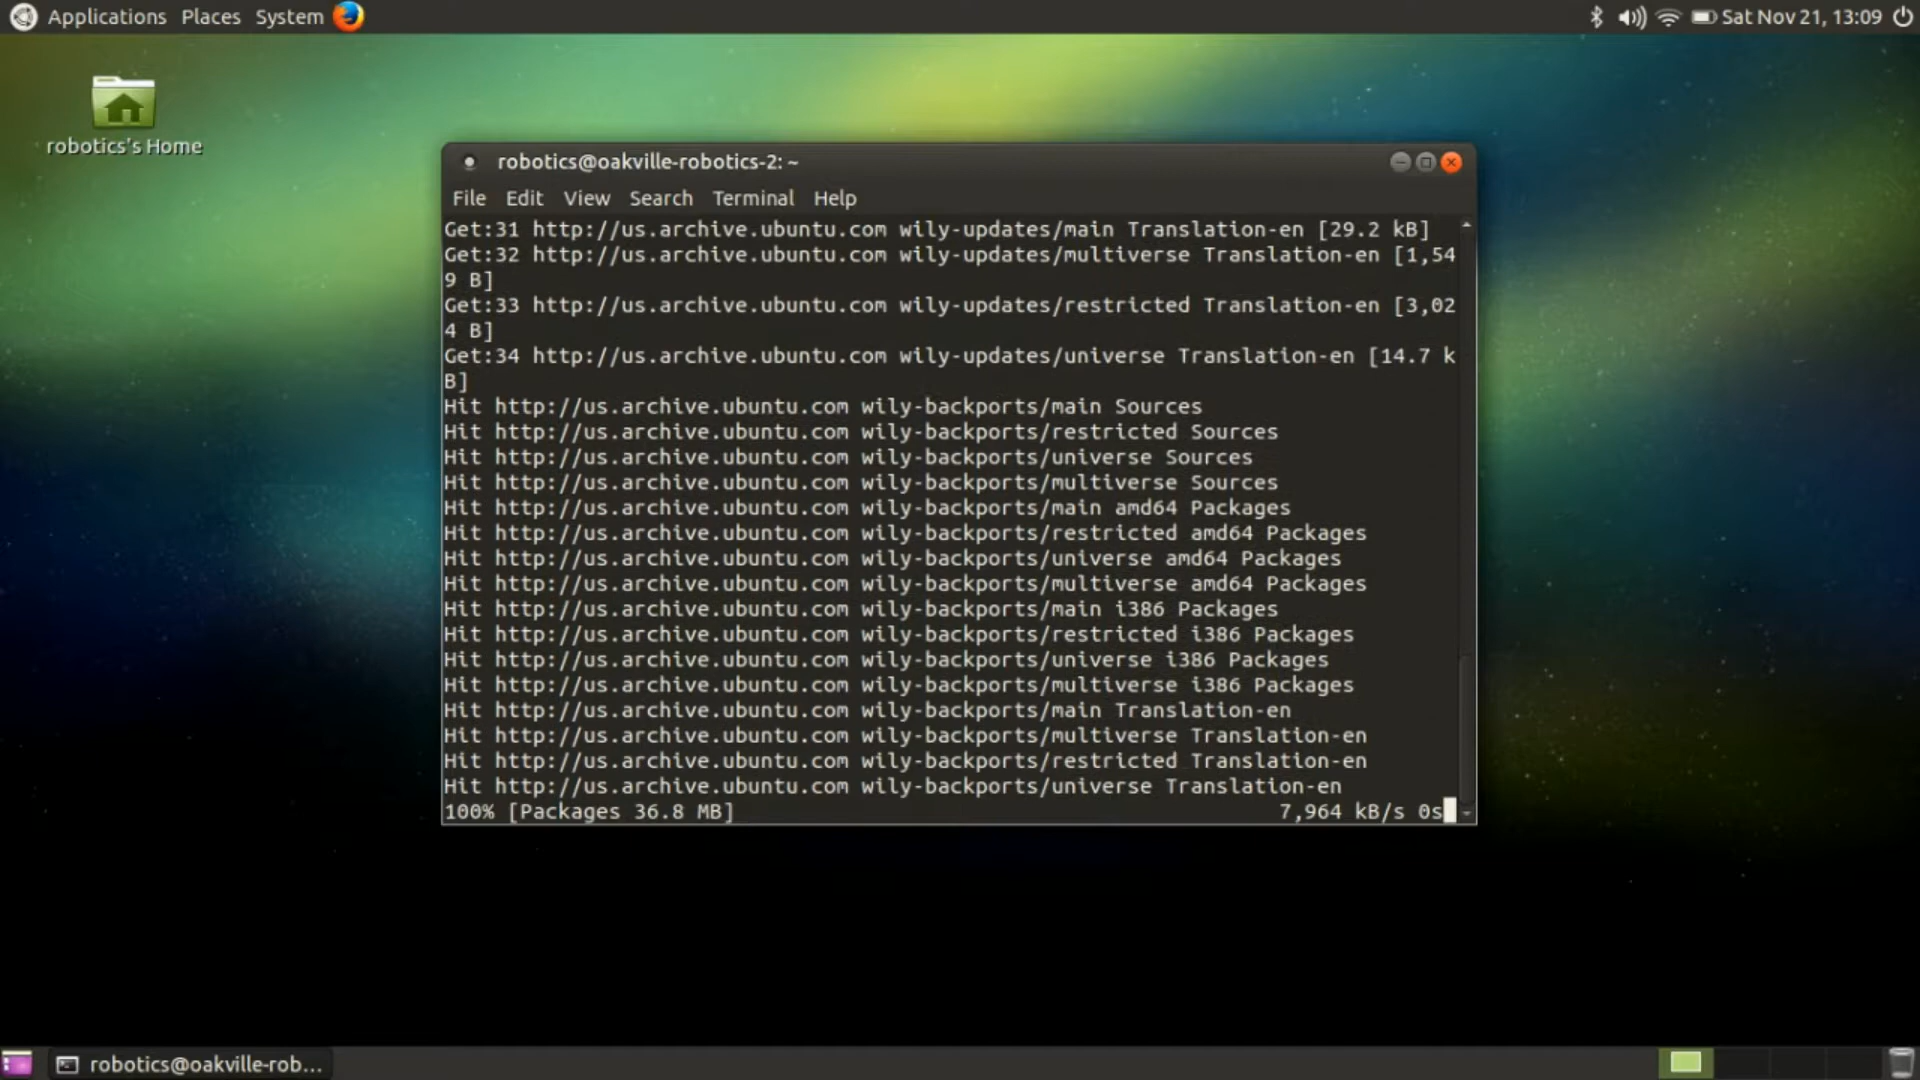 Applications Places System
Sat Nov 21, 13:09
robotics's Home
robotics@oakville-robotics-2: ~
File Edit View Search Terminal Help
Get:31 http://us.archive.ubuntu.com wily-updates/main Translation-en [29.2 kB]
Get:32 http://us.archive.ubuntu.com wily-updates/multiverse Translation-en [1,54
9 B]
Get:33 http://us.archive.ubuntu.com wily-updates/restricted Translation-en [3,02
4 B]
Get:34 http://us.archive.ubuntu.com wily-updates/universe Translation-en [14.7 k
B]
Hit http://us.archive.ubuntu.com wily-backports/main Sources
Hit http://us.archive.ubuntu.com wily-backports/restricted Sources
Hit http://us.archive.ubuntu.com wily-backports/universe Sources
Hit http://us.archive.ubuntu.com wily-backports/multiverse Sources
Hit http://us.archive.ubuntu.com wily-backports/main amd64 Packages
Hit http://us.archive.ubuntu.com wily-backports/restricted amd64 Packages
Hit http://us.archive.ubuntu.com wily-backports/universe amd64 Packages
Hit http://us.archive.ubuntu.com wily-backports/multiverse amd64 Packages
Hit http://us.archive.ubuntu.com wily-backports/main i386 Packages
Hit http://us.archive.ubuntu.com wily-backports/restricted i386 Packages
Hit http://us.archive.ubuntu.com wily-backports/universe i386 Packages
Hit http://us.archive.ubuntu.com wily-backports/multiverse i386 Packages
Hit http://us.archive.ubuntu.com wily-backports/main Translation-en
Hit http://us.archive.ubuntu.com wily-backports/multiverse Translation-en
Hit http://us.archive.ubuntu.com wily-backports/restricted Translation-en
Hit http://us.archive.ubuntu.com wily-backports/universe Translation-en
100% [Packages 36.8 MB] 7,964 kB/s 0s
robotics@oakville-rob...